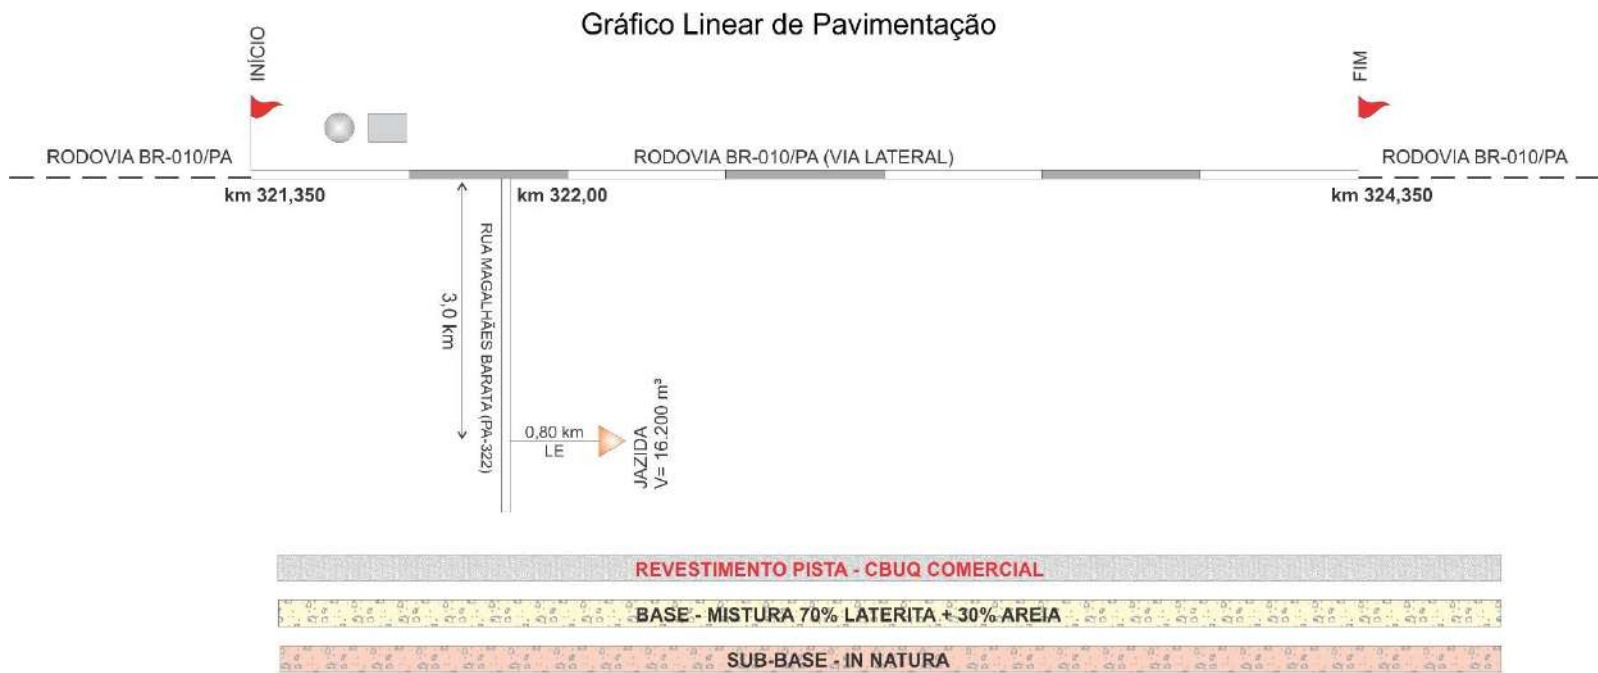 Gráfico Linear de Pavimentação
INÍCIO
FIM
RODOVIA BR-010/PA
RODOVIA BR-010/PA (VIA LATERAL)
RODOVIA BR-010/PA
km 321,350
km 322,00
km 324,350
RUA MAGALHÃES BARATA (PA-322)
3,0 km
0,80 km
LE
JAZIDA
V= 16.200 m³
REVESTIMENTO PISTA - CBUQ COMERCIAL
BASE - MISTURA 70% LATERITA + 30% AREIA
SUB-BASE - IN NATURA